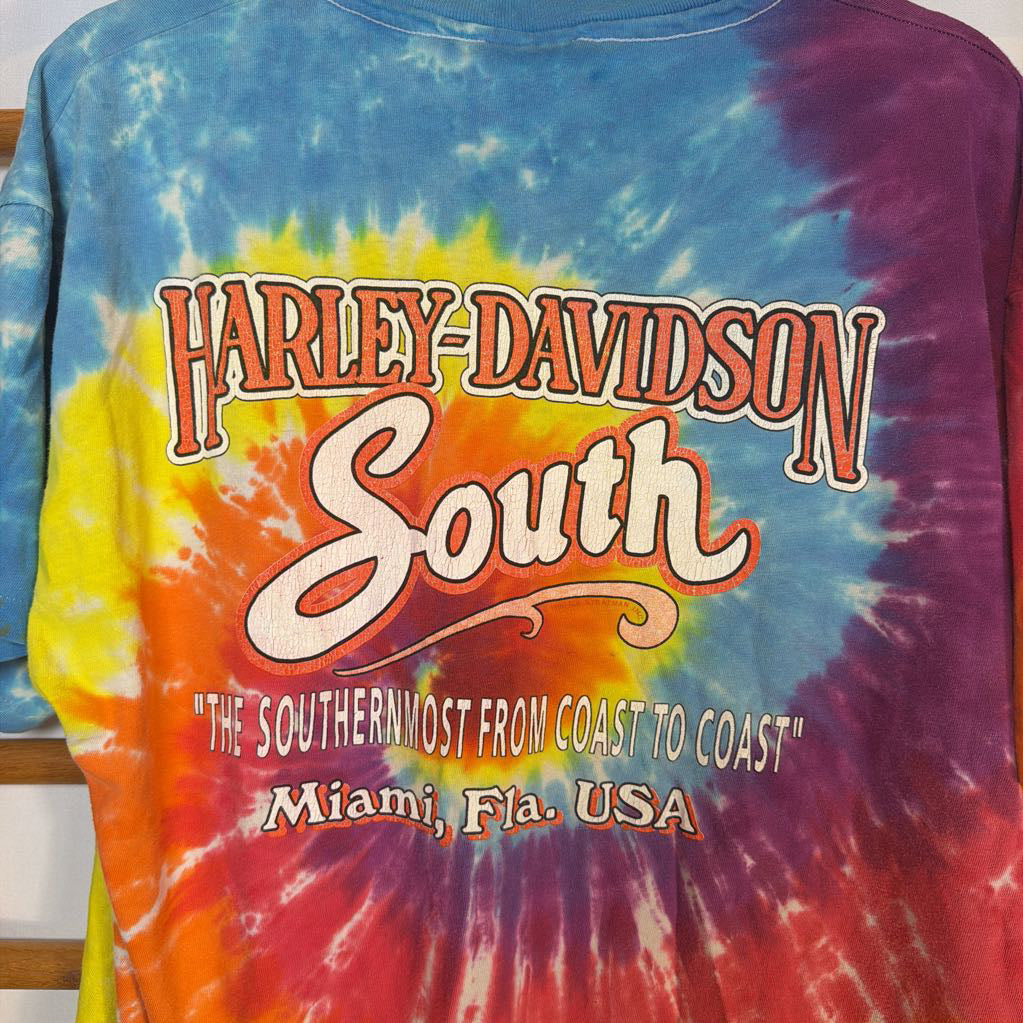 HARLEY-DAVIDSON
South
"THE SOUTHERNMOST FROM COAST TO COAST"
Miami, Fla. USA